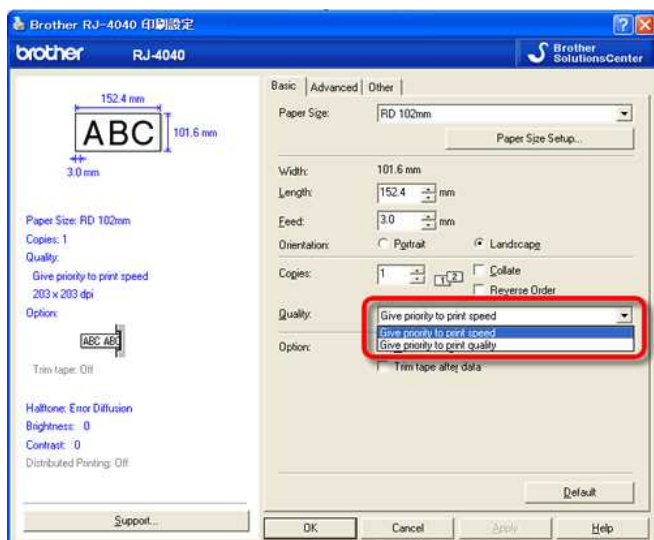 Brother RJ-4040 印刷設定
brother RJ-4040 Brother SolutionsCenter
152.4 mm
ABC
101.6 mm
3.0 mm
Paper Size: RD 102mm
Copies: 1
Quality:
Give priority to print speed
203 x 203 dpi
Option:
ABC ABC
Trim tape: Off
Halftone: Error Diffusion
Brightness: 0
Contrast: 0
Distributed Printing: Off
Support...
Basic Advanced Other
Paper Size: RD 102mm
Paper Size Setup...
Width: 101.6 mm
Length: 152.4 mm
Feed: 3.0 mm
Orientation: Portrait Landscape
Copies: 1 1 2 Collate
Reverse Order
Quality: Give priority to print speed
Give priority to print speed
Give priority to print quality
Option:
Trim tape after data
Default
OK Cancel Apply Help